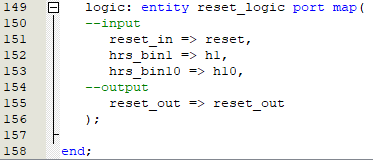 149 logic: entity reset_logic port map(
150 --input
151 reset_in => reset,
152 hrs_bin1 => h1,
153 hrs_bin10 => h10,
154 --output
155 reset_out => reset_out
156 );
157
158 end;